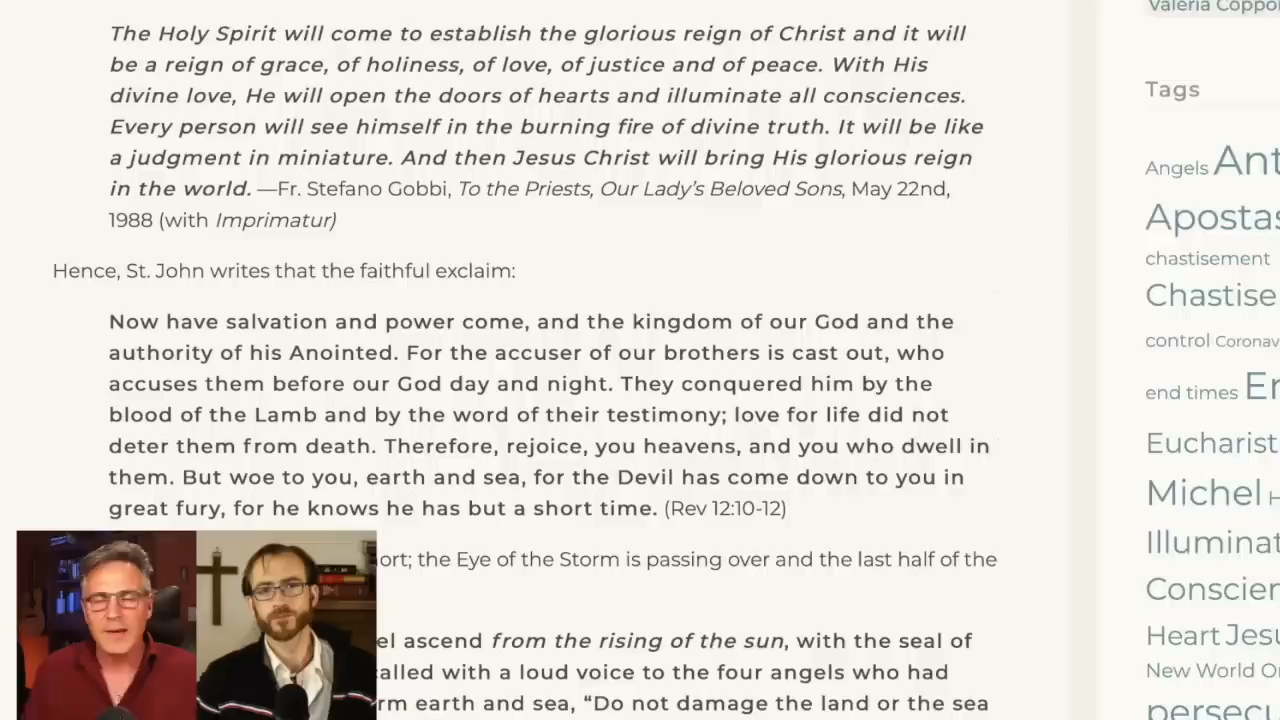 The Holy Spirit will come to establish the glorious reign of Christ and it will
be a reign of grace, of holiness, of love, of justice and of peace. With His
divine love, He will open the doors of hearts and illuminate all consciences.
Every person will see himself in the burning fire of divine truth. It will be like
a judgment in miniature. And then Jesus Christ will bring His glorious reign
in the world. —Fr. Stefano Gobbi, To the Priests, Our Lady’s Beloved Sons, May 22nd,
1988 (with Imprimatur)
Hence, St. John writes that the faithful exclaim:
Now have salvation and power come, and the kingdom of our God and the
authority of his Anointed. For the accuser of our brothers is cast out, who
accuses them before our God day and night. They conquered him by the
blood of the Lamb and by the word of their testimony; love for life did not
deter them from death. Therefore, rejoice, you heavens, and you who dwell in
them. But woe to you, earth and sea, for the Devil has come down to you in
great fury, for he knows he has but a short time. (Rev 12:10-12)
ort; the Eye of the Storm is passing over and the last half of the
el ascend from the rising of the sun, with the seal of
alled with a loud voice to the four angels who had
rm earth and sea, “Do not damage the land or the sea
Valeria Coppo
Tags
Angels Ant
Apostas
chastisement
Chastise
control Coronav
end times En
Eucharist
Michel H
Illuminat
Conscien
Heart Jesu
New World O
persecu